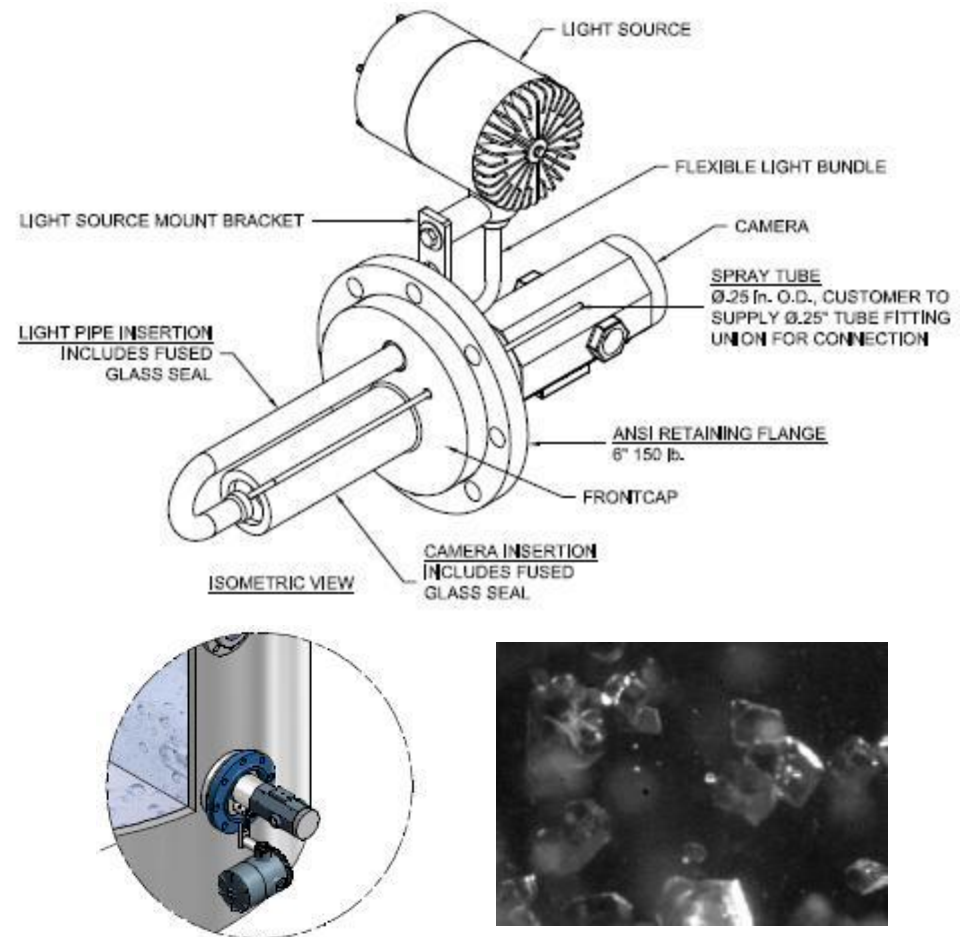 LIGHT SOURCE
FLEXIBLE LIGHT BUNDLE
LIGHT SOURCE MOUNT BRACKET
CAMERA
SPRAY TUBE
Ø.25 in. O.D., CUSTOMER TO
SUPPLY Ø.25" TUBE FITTING
UNION FOR CONNECTION
LIGHT PIPE INSERTION
INCLUDES FUSED
GLASS SEAL
ANSI RETAINING FLANGE
6" 150 lb.
FRONTCAP
CAMERA INSERTION
INCLUDES FUSED
GLASS SEAL
ISOMETRIC VIEW